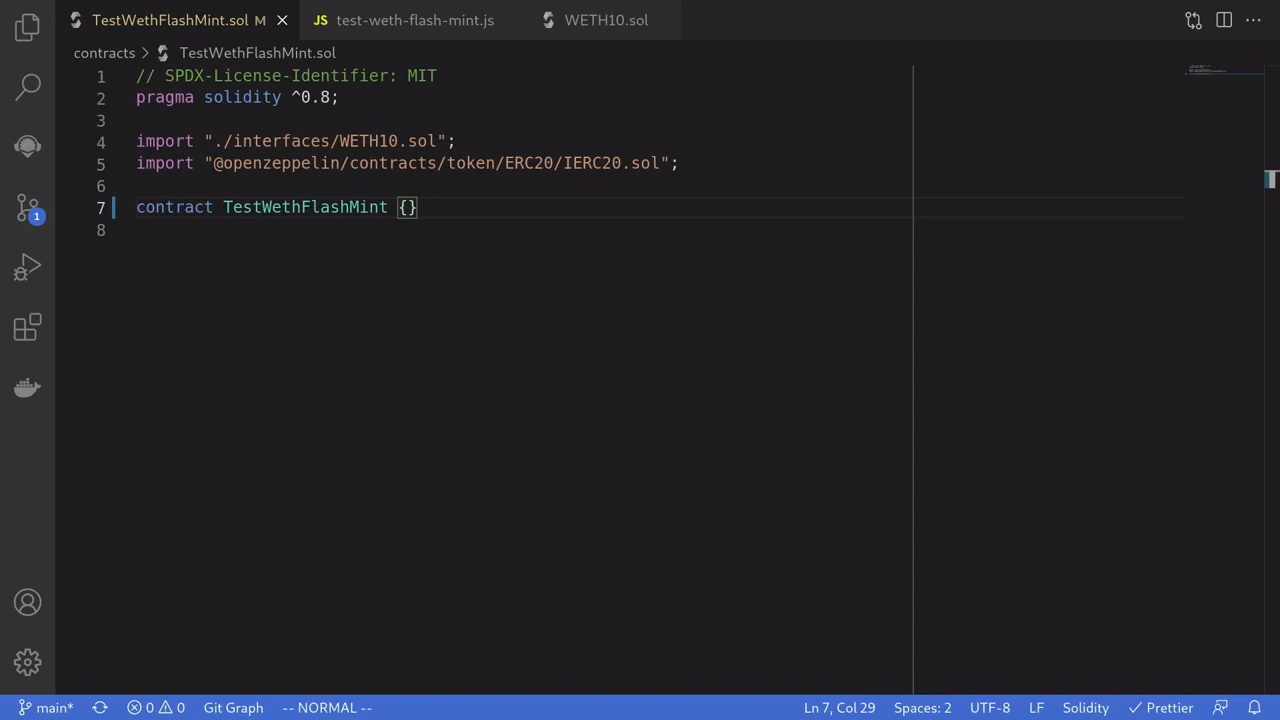 TestWethFlashMint.sol M
JS test-weth-flash-mint.js
WETH10.sol
contracts > TestWethFlashMint.sol
1 // SPDX-License-Identifier: MIT
2 pragma solidity ^0.8;
3
4 import "./interfaces/WETH10.sol";
5 import "@openzeppelin/contracts/token/ERC20/IERC20.sol";
6
7 contract TestWethFlashMint {}
8
1
main* 0 0 Git Graph -- NORMAL -- Ln 7, Col 29 Spaces: 2 UTF-8 LF Solidity Prettier